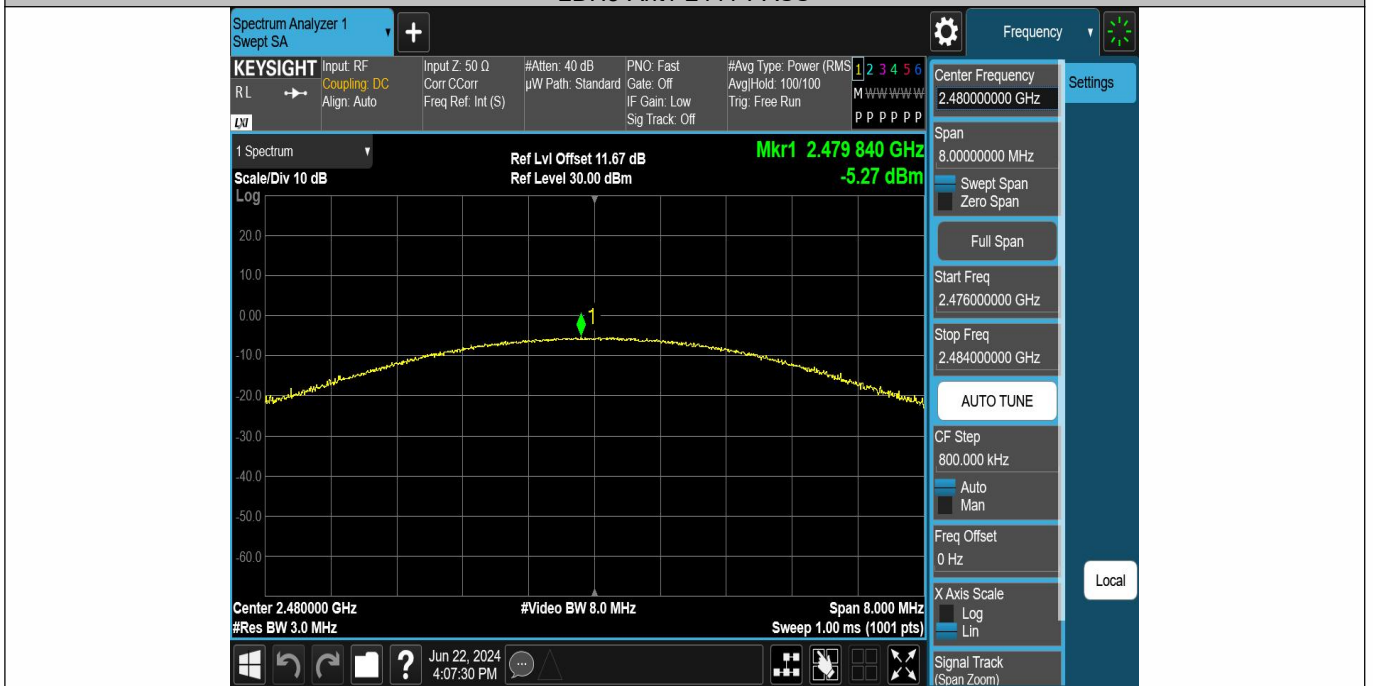 Spectrum Analyzer 1
Swept SA
+
Frequency
KEYSIGHT
RL
LXI
Input: RF
Coupling: DC
Align: Auto
Input Z: 50 Ω
Corr CCorr
Freq Ref: Int (S)
#Atten: 40 dB
µW Path: Standard
PNO: Fast
Gate: Off
IF Gain: Low
Sig Track: Off
#Avg Type: Power (RMS
Avg|Hold: 100/100
Trig: Free Run
1 2 3 4 5 6
M W W W W W
P P P P P P
1 Spectrum
Scale/Div 10 dB
Log
Ref Lvl Offset 11.67 dB
Ref Level 30.00 dBm
Mkr1 2.479 840 GHz
-5.27 dBm
20.0
10.0
0.00
-10.0
-20.0
-30.0
-40.0
-50.0
-60.0
1
Center 2.480000 GHz
#Res BW 3.0 MHz
#Video BW 8.0 MHz
Span 8.000 MHz
Sweep 1.00 ms (1001 pts)
?
Jun 22, 2024
4:07:30 PM
Center Frequency
2.480000000 GHz
Span
8.00000000 MHz
Swept Span
Zero Span
Full Span
Start Freq
2.476000000 GHz
Stop Freq
2.484000000 GHz
AUTO TUNE
CF Step
800.000 kHz
Auto
Man
Freq Offset
0 Hz
X Axis Scale
Log
Lin
Signal Track
(Span Zoom)
Settings
Local